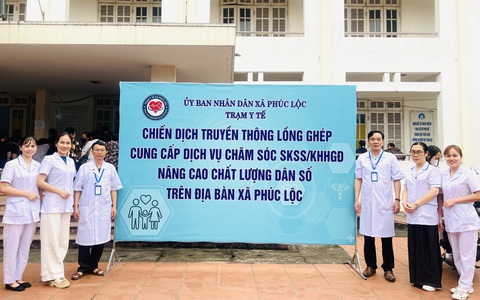 ỦY BAN NHÂN DÂN XÃ PHÚC LỘC
TRẠM Y TẾ
CHIẾN DỊCH TRUYỀN THÔNG LỒNG GHÉP
CUNG CẤP DỊCH VỤ CHĂM SÓC SKSS/KHHGĐ
NÂNG CAO CHẤT LƯỢNG DÂN SỐ
TRÊN ĐỊA BÀN XÃ PHÚC LỘC